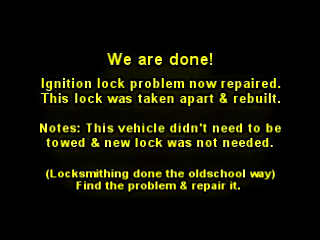 We are done!
Ignition lock problem now repaired.
This lock was taken apart & rebuilt.
Notes: This vehicle didn't need to be
towed & new lock was not needed.
(Locksmithing done the oldschool way)
Find the problem & repair it.